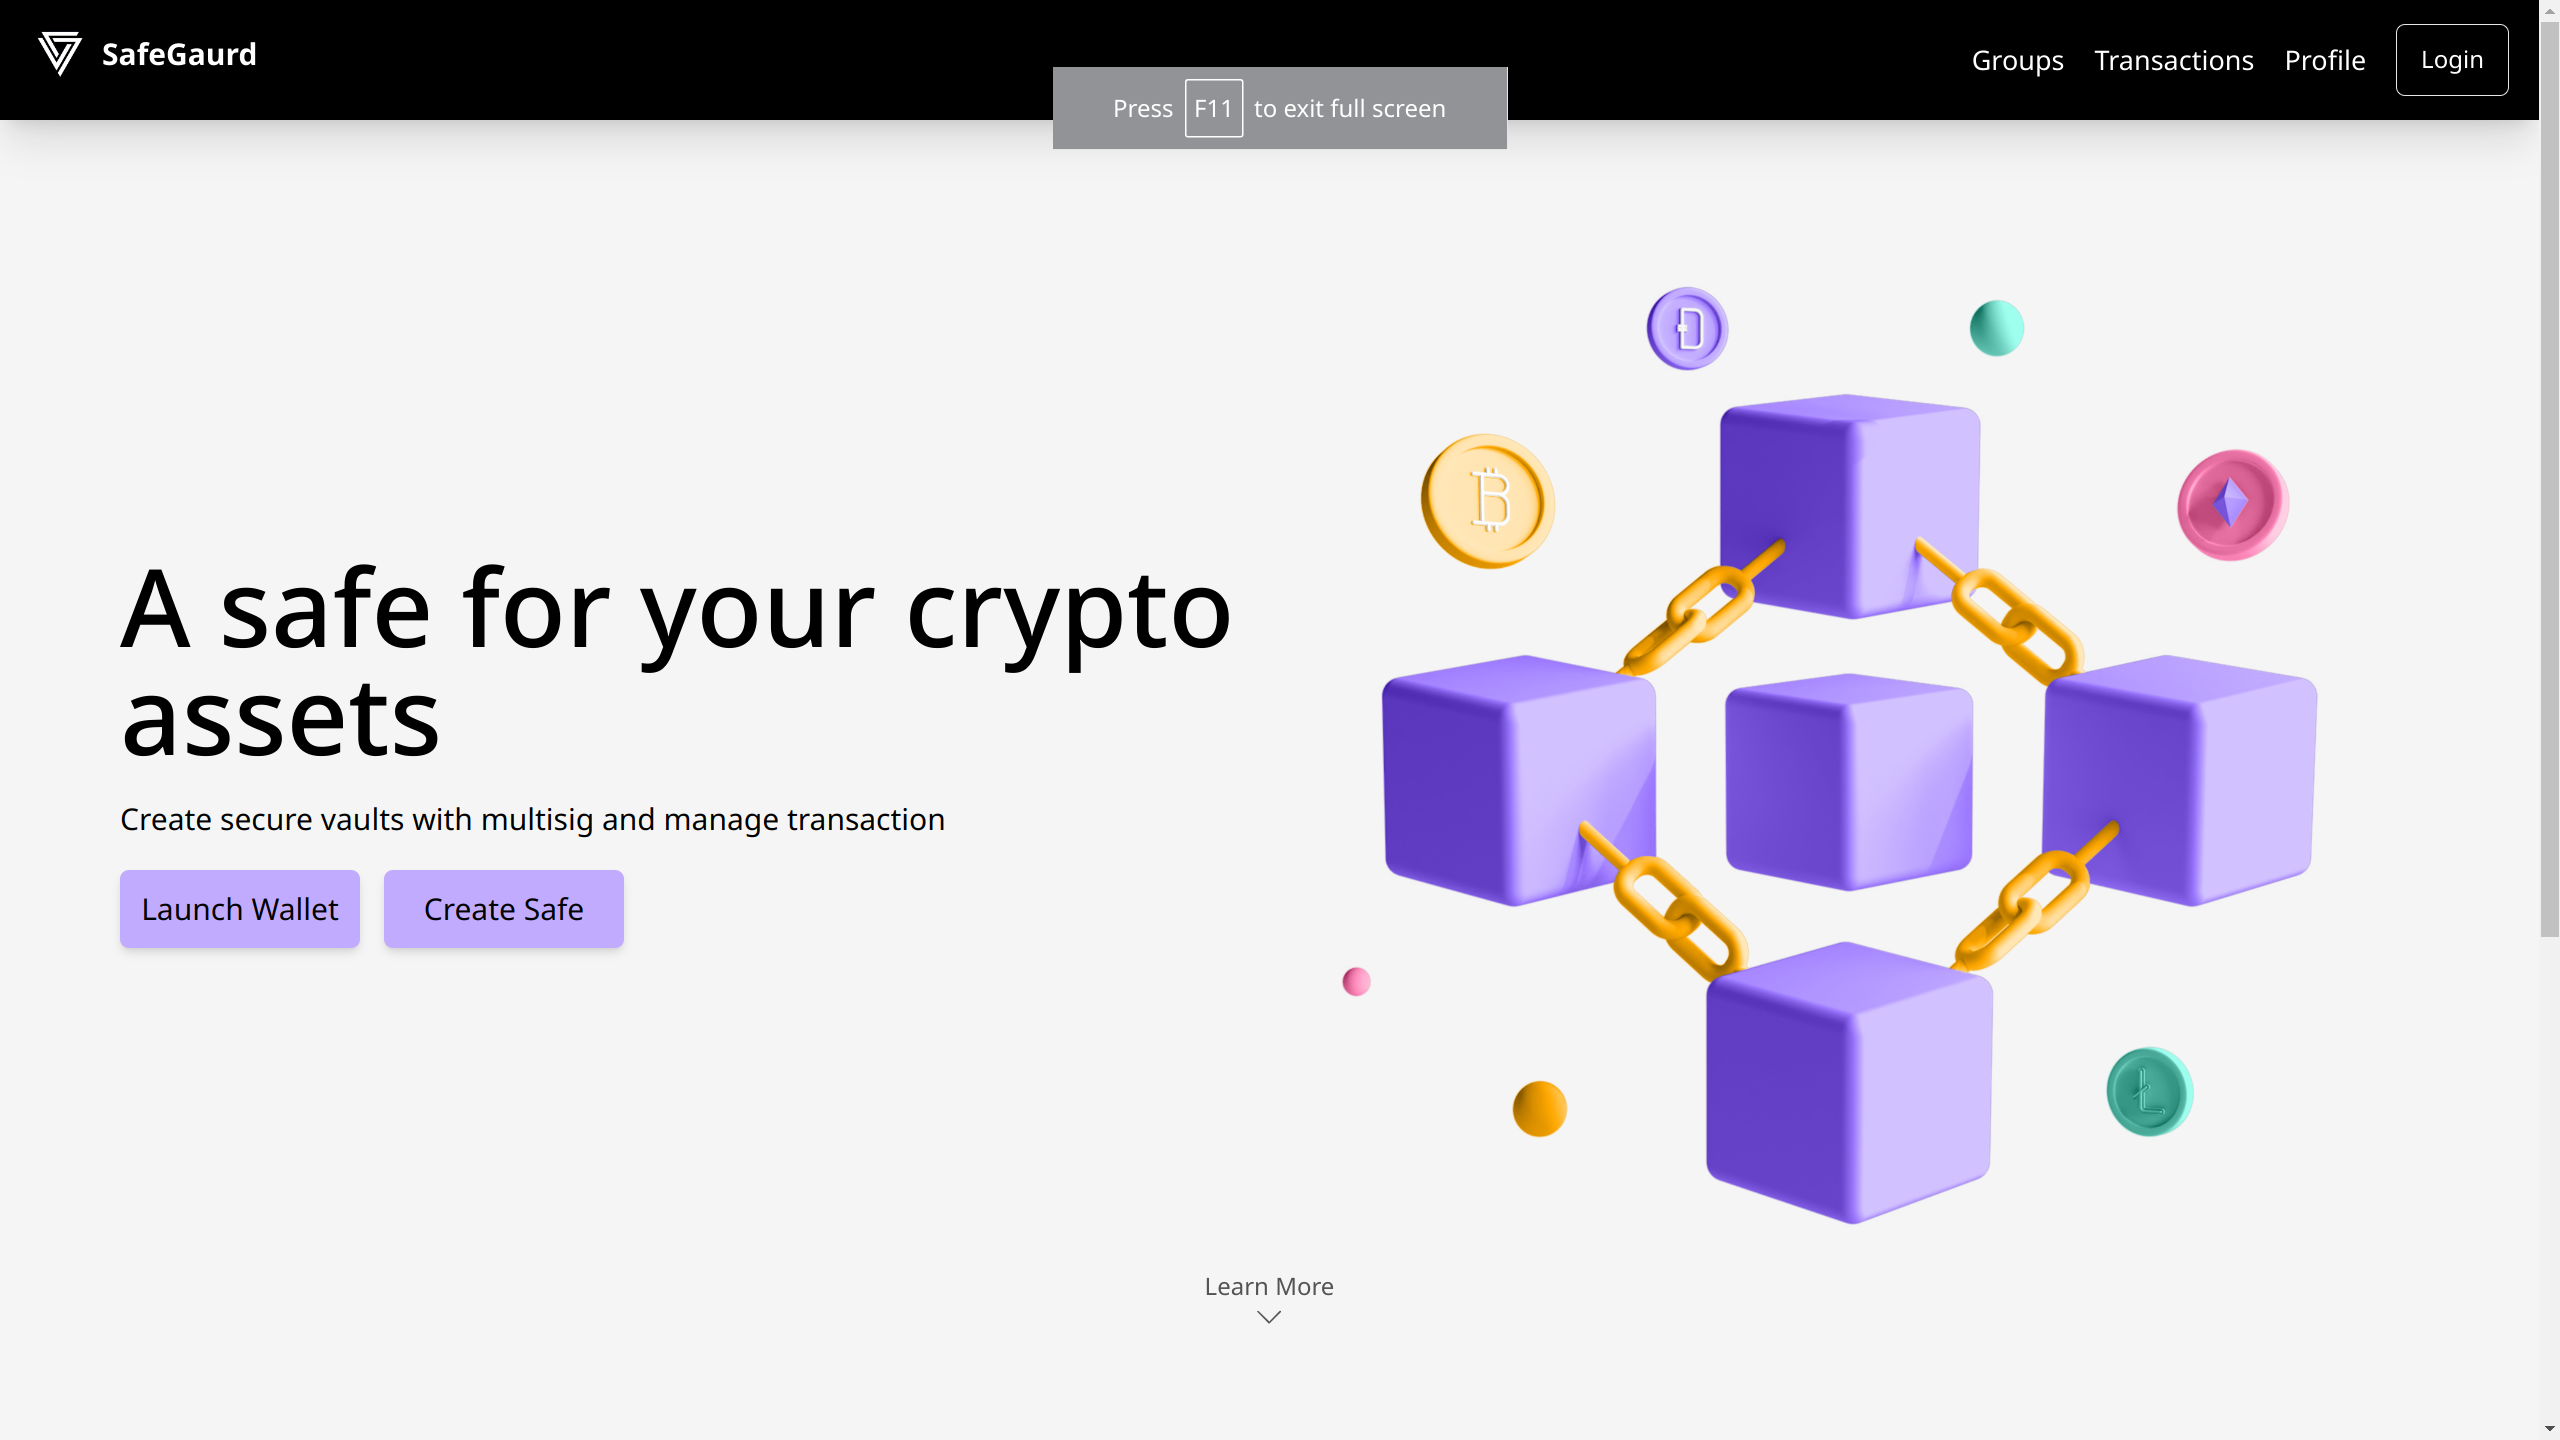 SafeGaurd
Groups Transactions Profile Login
Press F11 to exit full screen
A safe for your crypto
assets
Create secure vaults with multisig and manage transaction
Launch Wallet Create Safe
Learn More